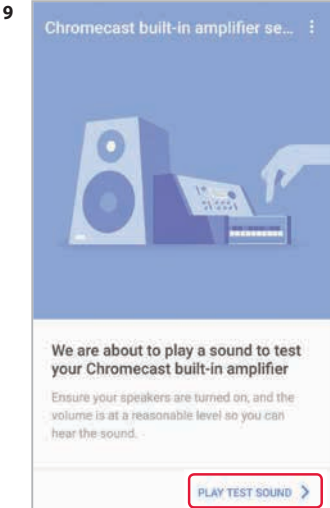 9
Chromecast built-in amplifier se...
We are about to play a sound to test
your Chromecast built-in amplifier
Ensure your speakers are turned on, and the
volume is at a reasonable level so you can
hear the sound.
PLAY TEST SOUND